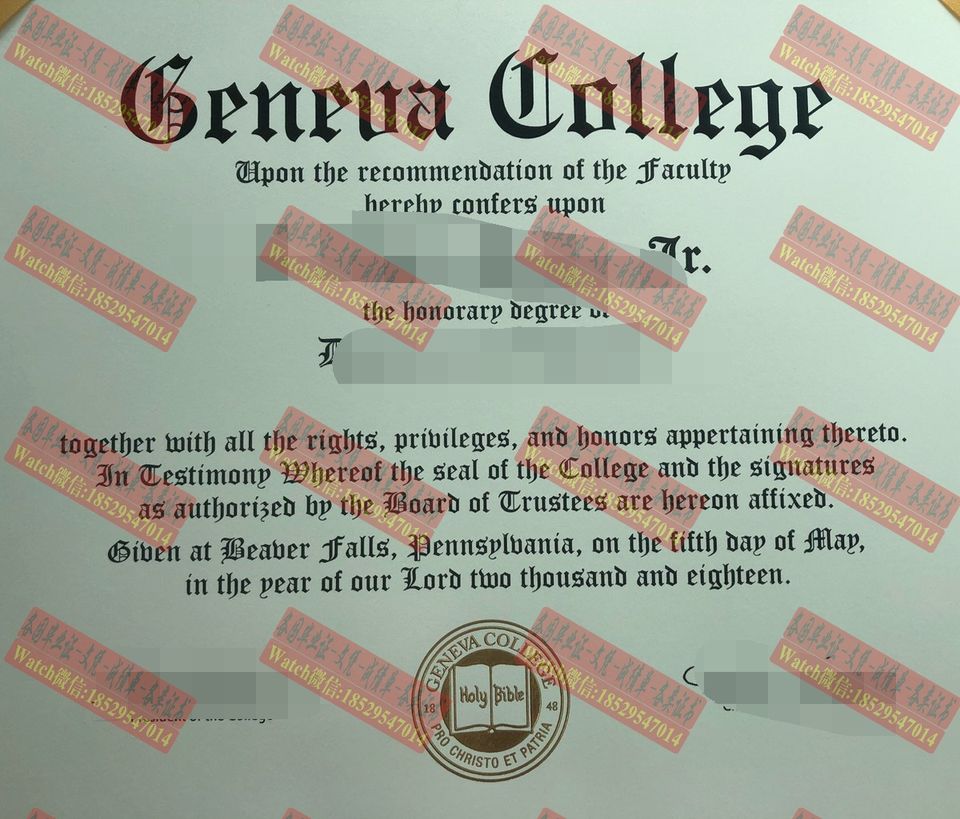 Geneva College
Upon the recommendation of the Faculty
hereby confers upon
Jr.
the honorary degree
together with all the rights, privileges, and honors appertaining thereto.
In Testimony Whereof the seal of the College and the signatures
as authorized by the Board of Trustees are hereon affixed.
Given at Beaver Falls, Pennsylvania, on the fifth day of May,
in the year of our Lord two thousand and eighteen.
GENEVA COLLEGE
Holy Bible
18 48
PRO CHRISTO ET PATRIA
President of the College
Watch微信:18529547014